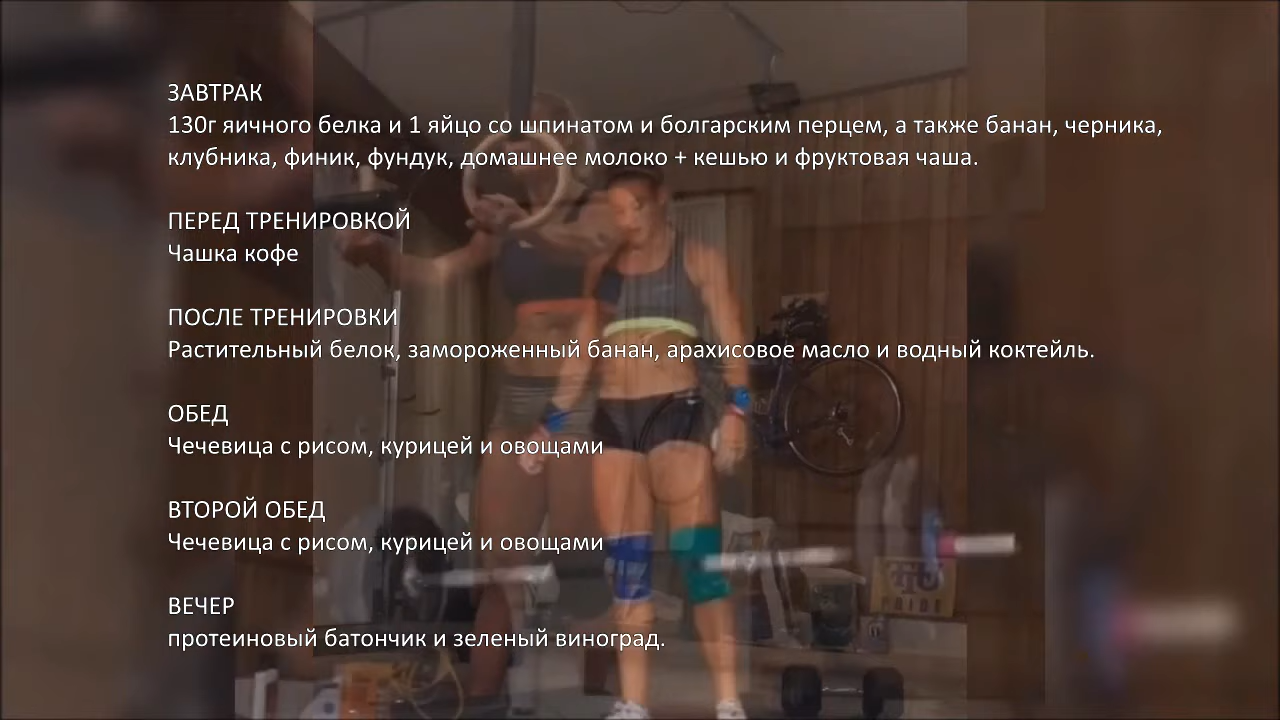 ЗАВТРАК
130г яичного белка и 1 яйцо со шпинатом и болгарским перцем, а также банан, черника,
клубника, финик, фундук, домашнее молоко + кешью и фруктовая чаша.
ПЕРЕД ТРЕНИРОВКОЙ
Чашка кофе
ПОСЛЕ ТРЕНИРОВКИ
Растительный белок, замороженный банан, арахисовое масло и водный коктейль.
ОБЕД
Чечевица с рисом, курицей и овощами
ВТОРОЙ ОБЕД
Чечевица с рисом, курицей и овощами
ВЕЧЕР
протеиновый батончик и зеленый виноград.
PRIDE